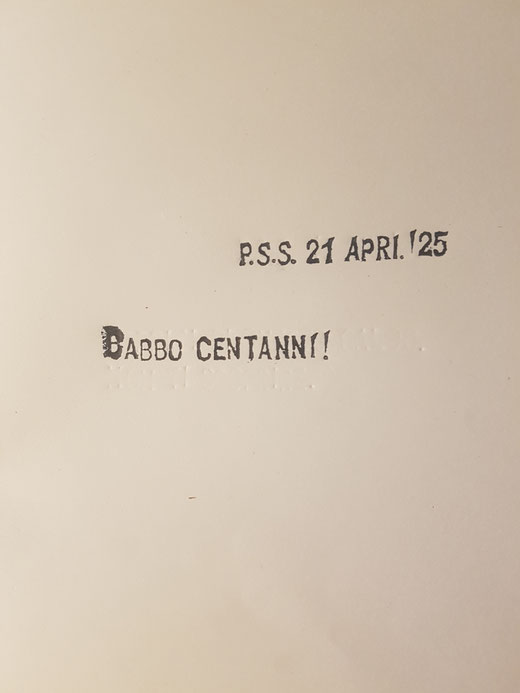 P.S.S. 21 APRI. '25
BABBO CENTANNI!